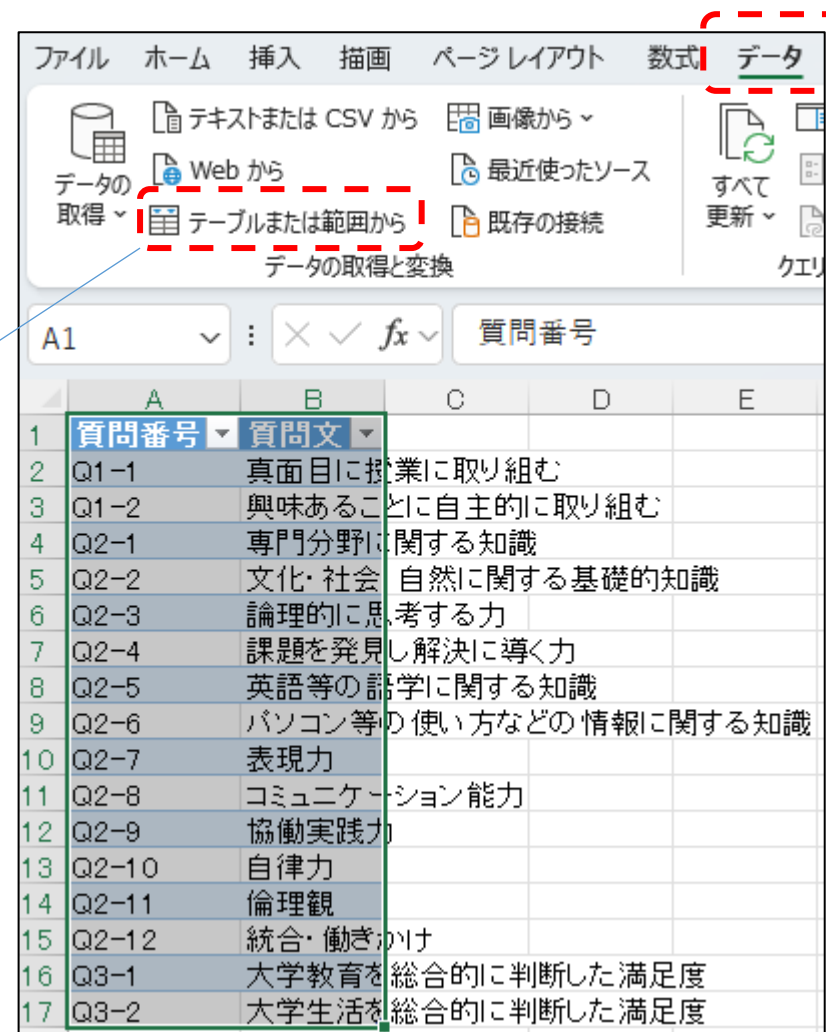 ファイル ホーム 挿入 描画 ページ レイアウト 数式 データ
テキストまたは CSV から 画像から
Web から 最近使ったソース
データの取得 すべて更新
テーブルまたは範囲から 既存の接続
データの取得と変換 クエリ
A1 fx 質問番号
A B C D E
1 質問番号 質問文
2 Q1-1 真面目に授業に取り組む
3 Q1-2 興味あることに自主的に取り組む
4 Q2-1 専門分野に関する知識
5 Q2-2 文化・社会 自然に関する基礎的知識
6 Q2-3 論理的に思考する力
7 Q2-4 課題を発見し解決に導く力
8 Q2-5 英語等の語学に関する知識
9 Q2-6 パソコン等の使い方などの情報に関する知識
10 Q2-7 表現力
11 Q2-8 コミュニケーション能力
12 Q2-9 協働実践力
13 Q2-10 自律力
14 Q2-11 倫理観
15 Q2-12 統合・働きかけ
16 Q3-1 大学教育を総合的に判断した満足度
17 Q3-2 大学生活を総合的に判断した満足度